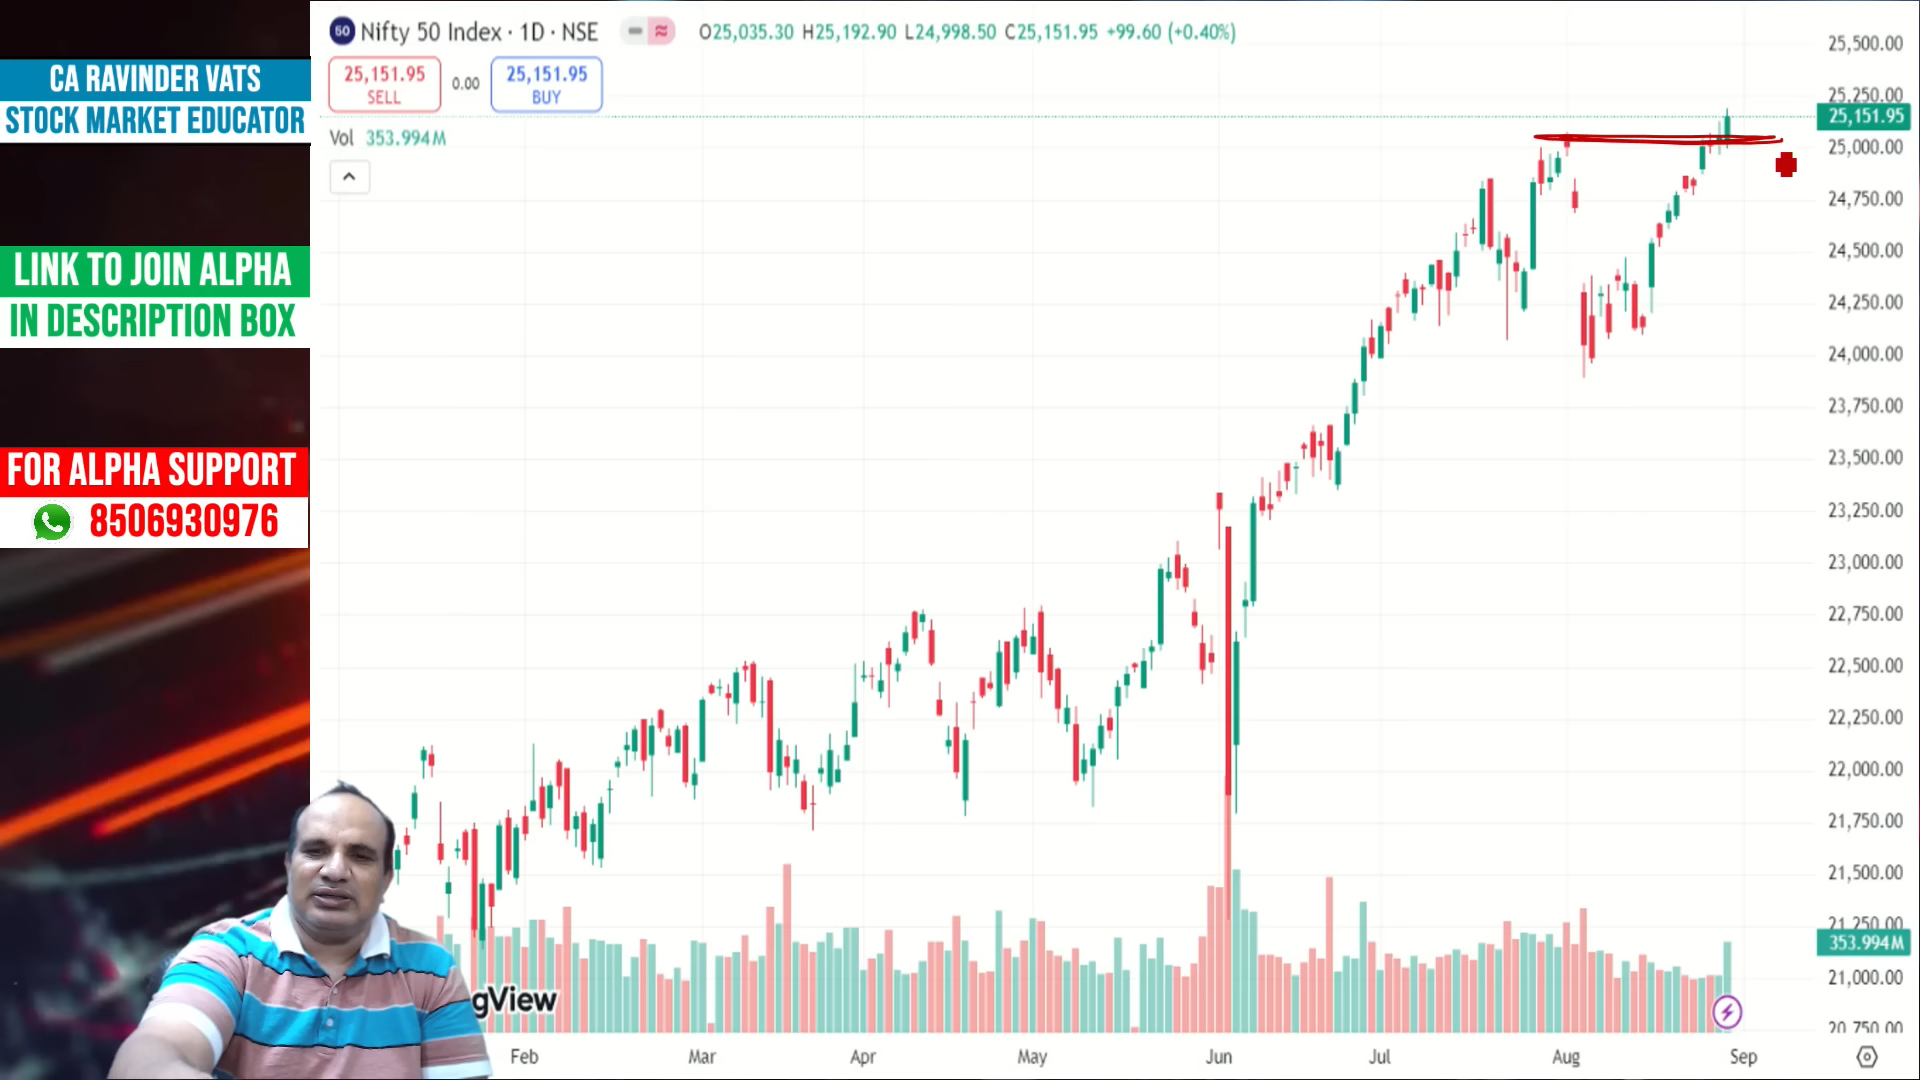 CA RAVINDER VATS
STOCK MARKET EDUCATOR
LINK TO JOIN ALPHA
IN DESCRIPTION BOX
FOR ALPHA SUPPORT
8506930976
50 Nifty 50 Index · 1D · NSE O25,035.30 H25,192.90 L24,998.50 C25,151.95 +99.60 (+0.40%)
25,151.95 0.00 25,151.95
SELL BUY
Vol 353.994M
25,500.00
25,250.00
25,151.95
25,000.00
24,750.00
24,500.00
24,250.00
24,000.00
23,750.00
23,500.00
23,250.00
23,000.00
22,750.00
22,500.00
22,250.00
22,000.00
21,750.00
21,500.00
21,250.00
353.994M
21,000.00
20,750.00
gView
Feb Mar Apr May Jun Jul Aug Sep